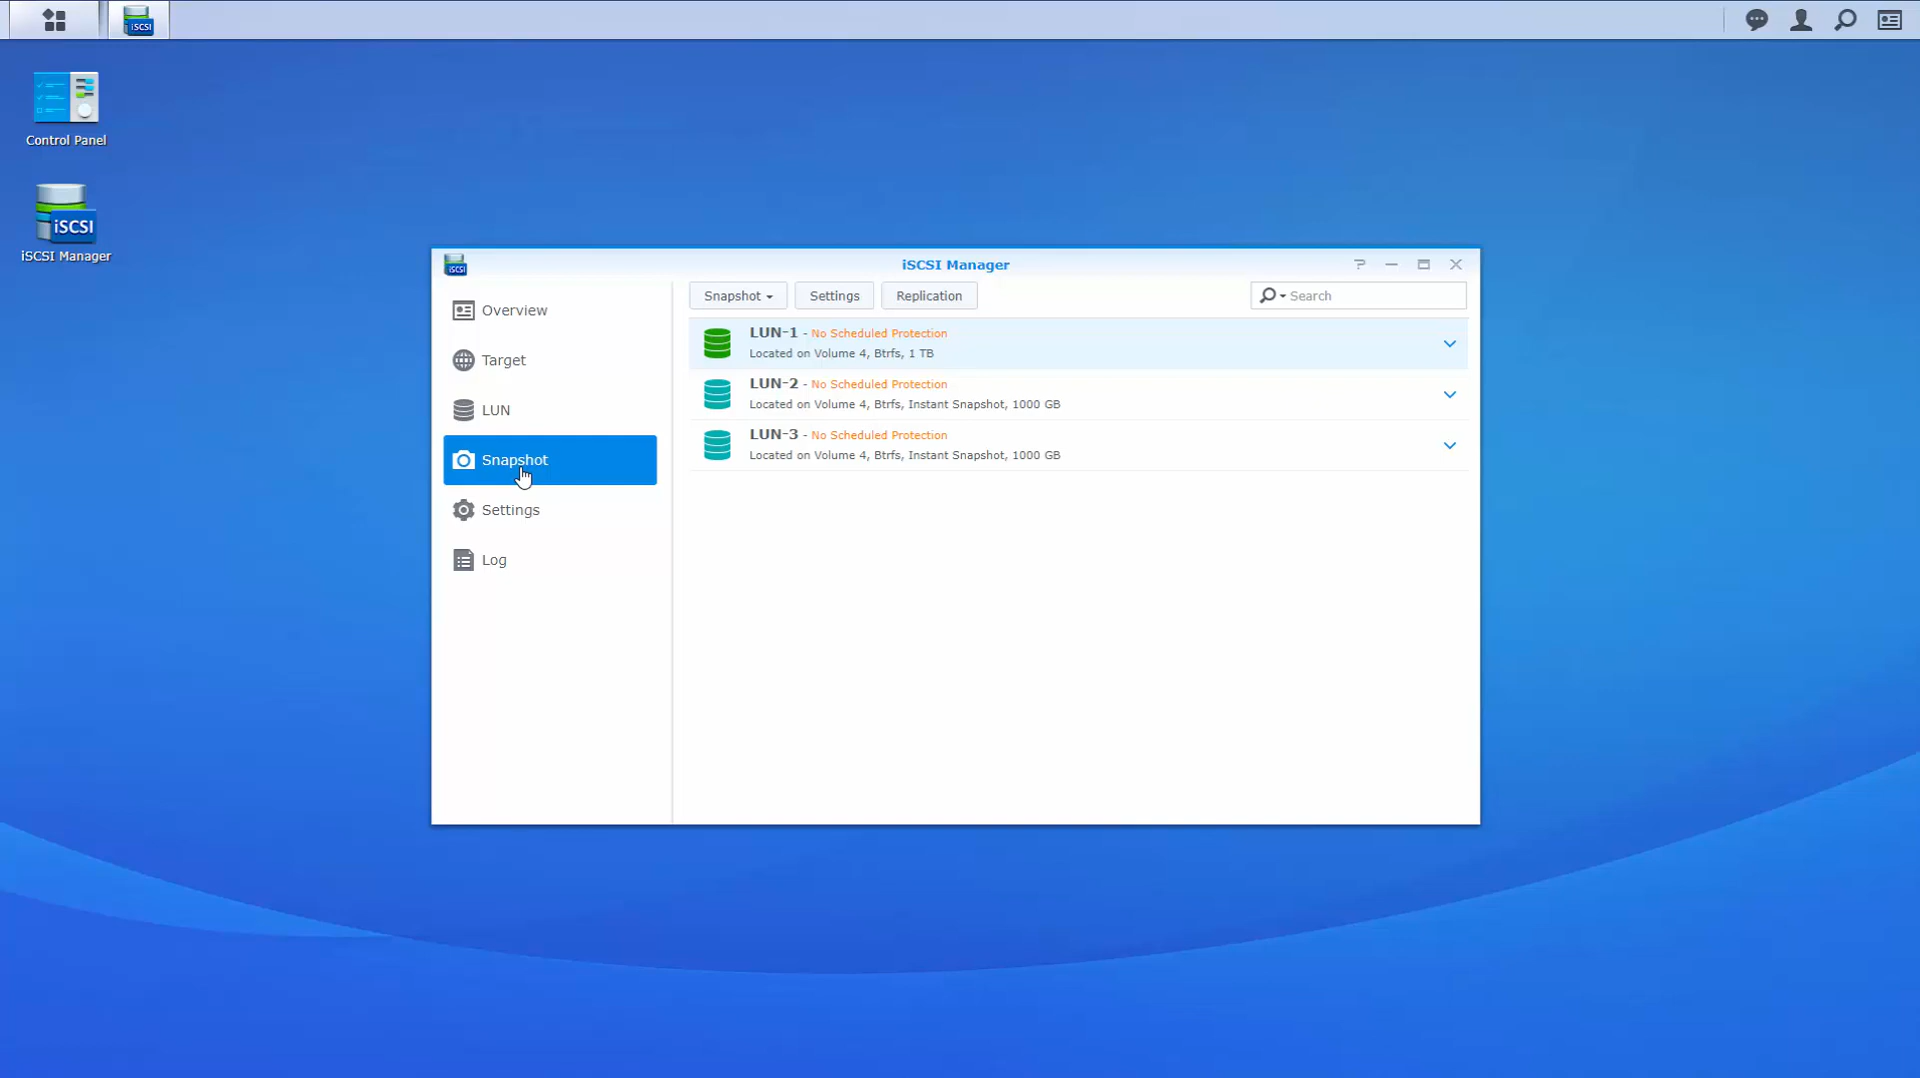 iSCSI
Control Panel
iSCSI
iSCSI Manager
iSCSI
iSCSI Manager
Overview
Target
LUN
Snapshot
Settings
Log
Snapshot
Settings
Replication
Search
LUN-1 - No Scheduled Protection
Located on Volume 4, Btrfs, 1 TB
LUN-2 - No Scheduled Protection
Located on Volume 4, Btrfs, Instant Snapshot, 1000 GB
LUN-3 - No Scheduled Protection
Located on Volume 4, Btrfs, Instant Snapshot, 1000 GB